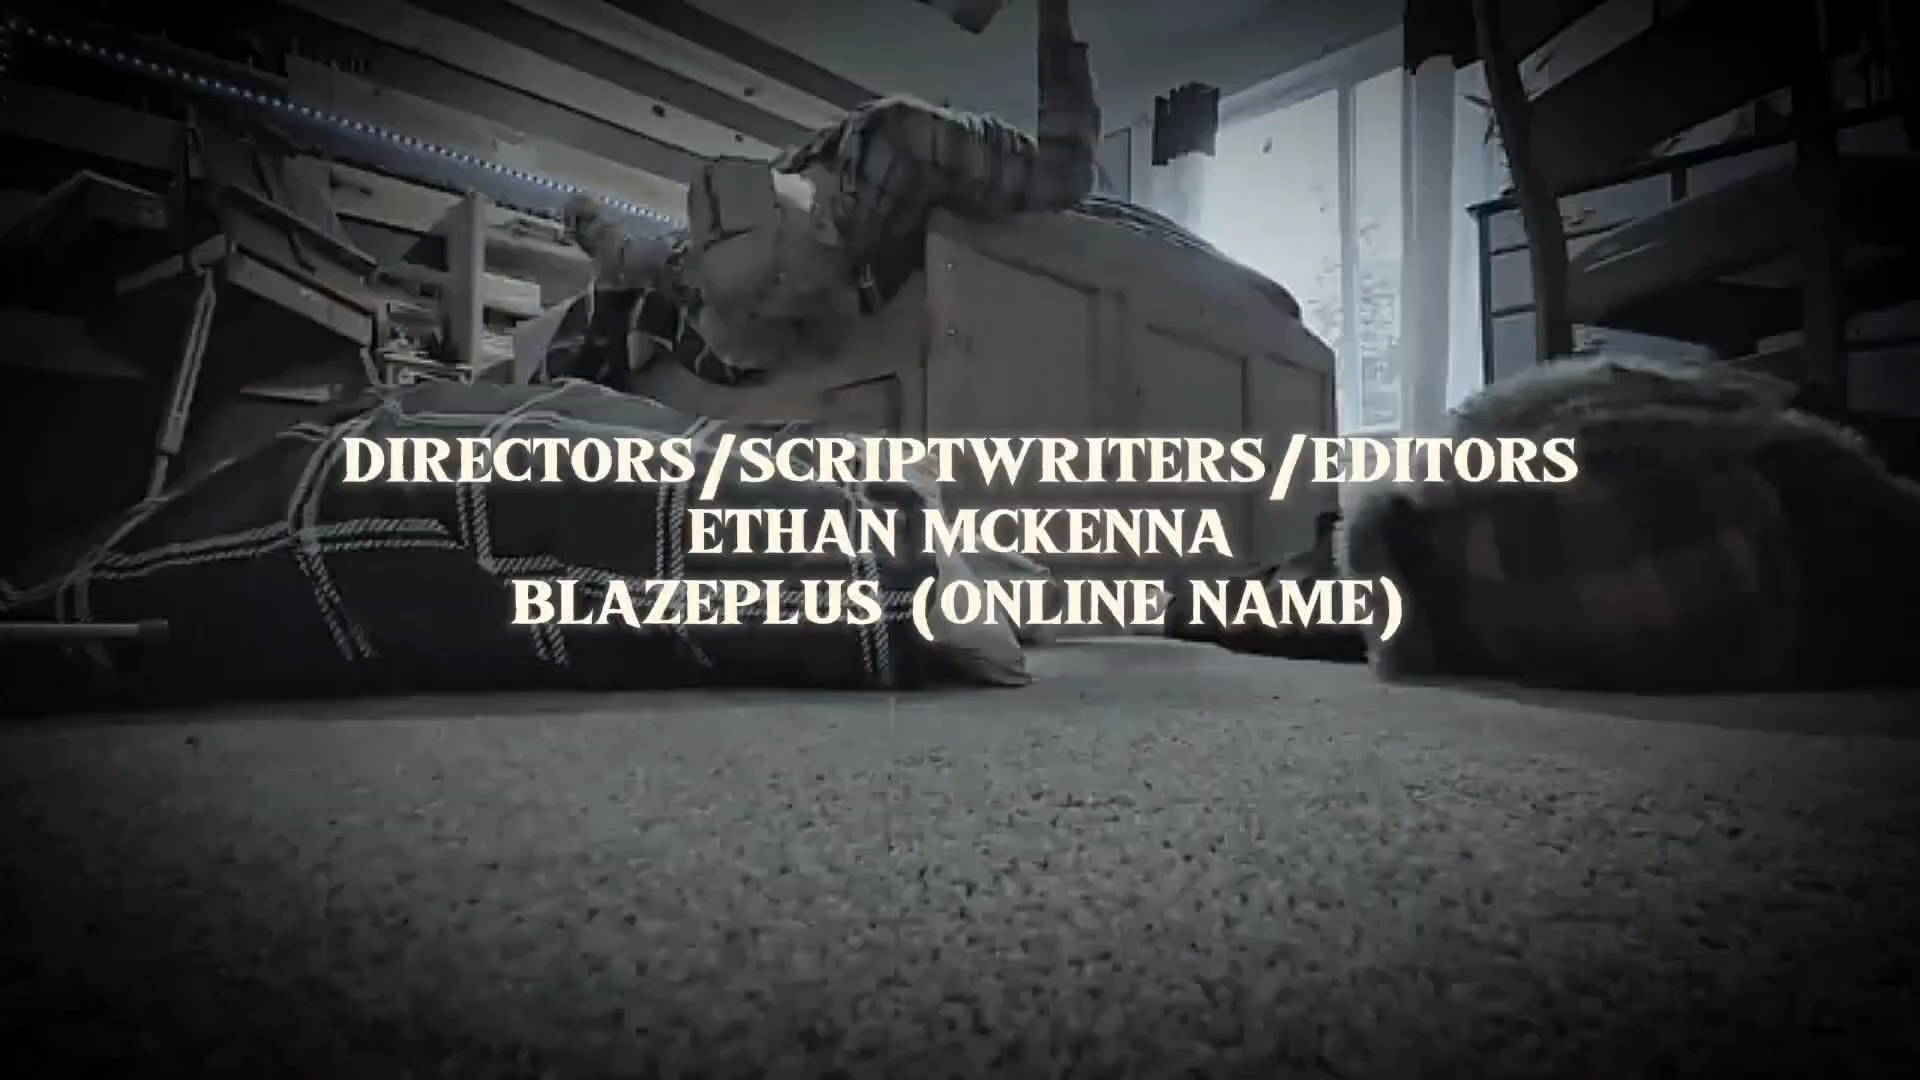 DIRECTORS/SCRIPTWRITERS/EDITORS
ETHAN MCKENNA
BLAZEPLUS (ONLINE NAME)